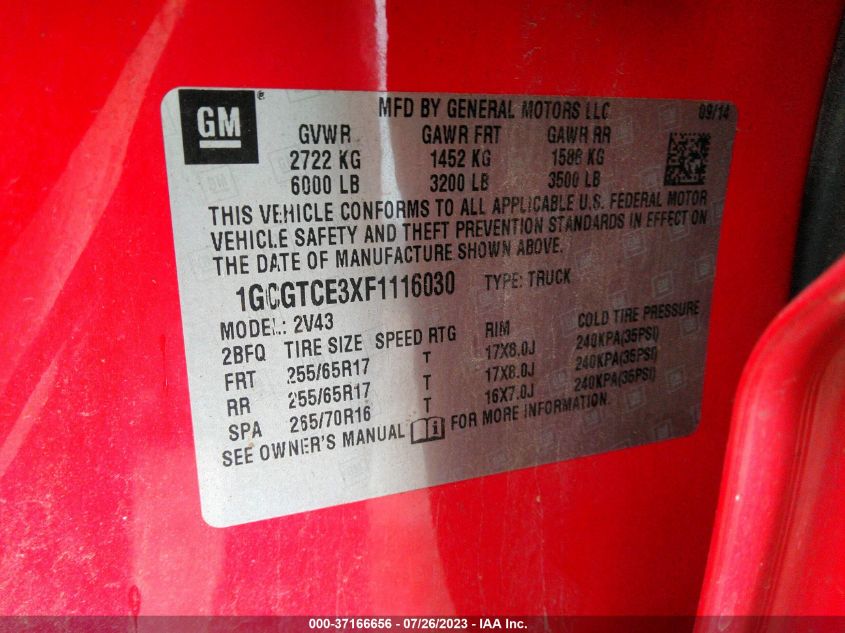 GM®
MFD BY GENERAL MOTORS LLC 09/14
GVWR GAWR FRT GAWR RR
2722 KG 1452 KG 1588 KG
6000 LB 3200 LB 3500 LB
THIS VEHICLE CONFORMS TO ALL APPLICABLE U.S. FEDERAL MOTOR
VEHICLE SAFETY AND THEFT PREVENTION STANDARDS IN EFFECT ON
THE DATE OF MANUFACTURE SHOWN ABOVE.
1GCGTCE3XF1116030 TYPE: TRUCK
MODEL: 2V43
2BFQ TIRE SIZE SPEED RTG RIM COLD TIRE PRESSURE
FRT 255/65R17 T 17X8.0J 240KPA(35PSI)
RR 255/65R17 T 17X8.0J 240KPA(35PSI)
SPA 265/70R16 T 16X7.0J 240KPA(35PSI)
SEE OWNER'S MANUAL FOR MORE INFORMATION.
000-37166656 - 07/26/2023 - IAA Inc.